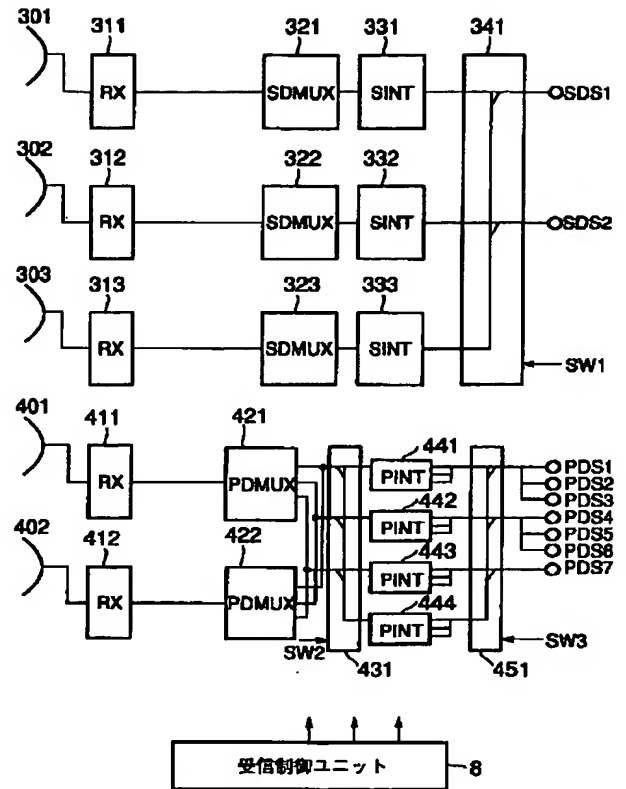 301 311 321 331 341
RX SDMUX SINT SDS1
302 312 322 332
RX SDMUX SINT SDS2
303 313 323 333
RX SDMUX SINT
SW1
401 411 421 441
RX PDMUX PINT PDS1
PDS2
PDS3
442
PINT PDS4
PDS5
PDS6
402 412 422 443
RX PDMUX PINT PDS7
444
PINT
SW2 SW3
431 451
受信制御ユニット 8